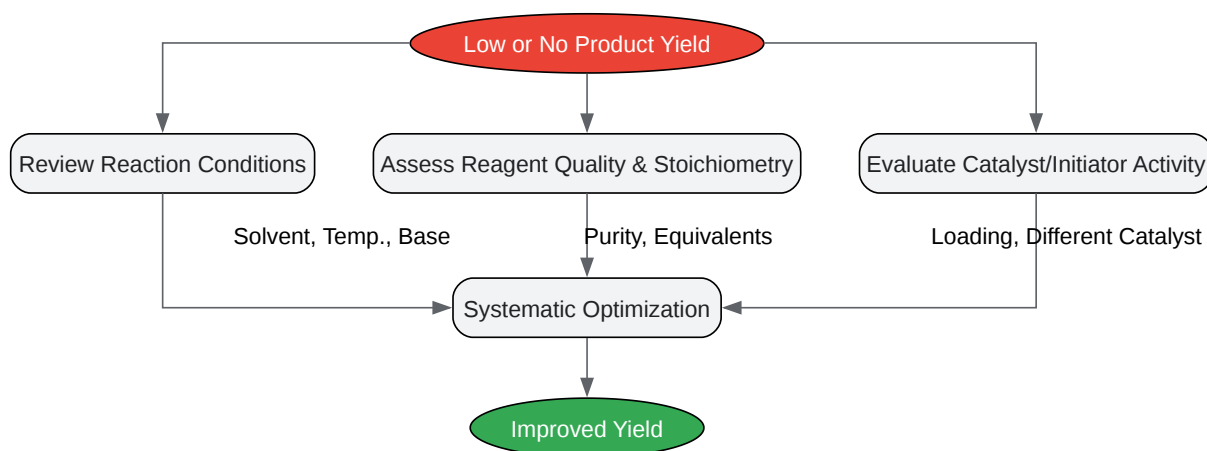 Low or No Product Yield
Review Reaction Conditions
Assess Reagent Quality & Stoichiometry
Evaluate Catalyst/Initiator Activity
Solvent, Temp., Base
Purity, Equivalents
Loading, Different Catalyst
Systematic Optimization
Improved Yield